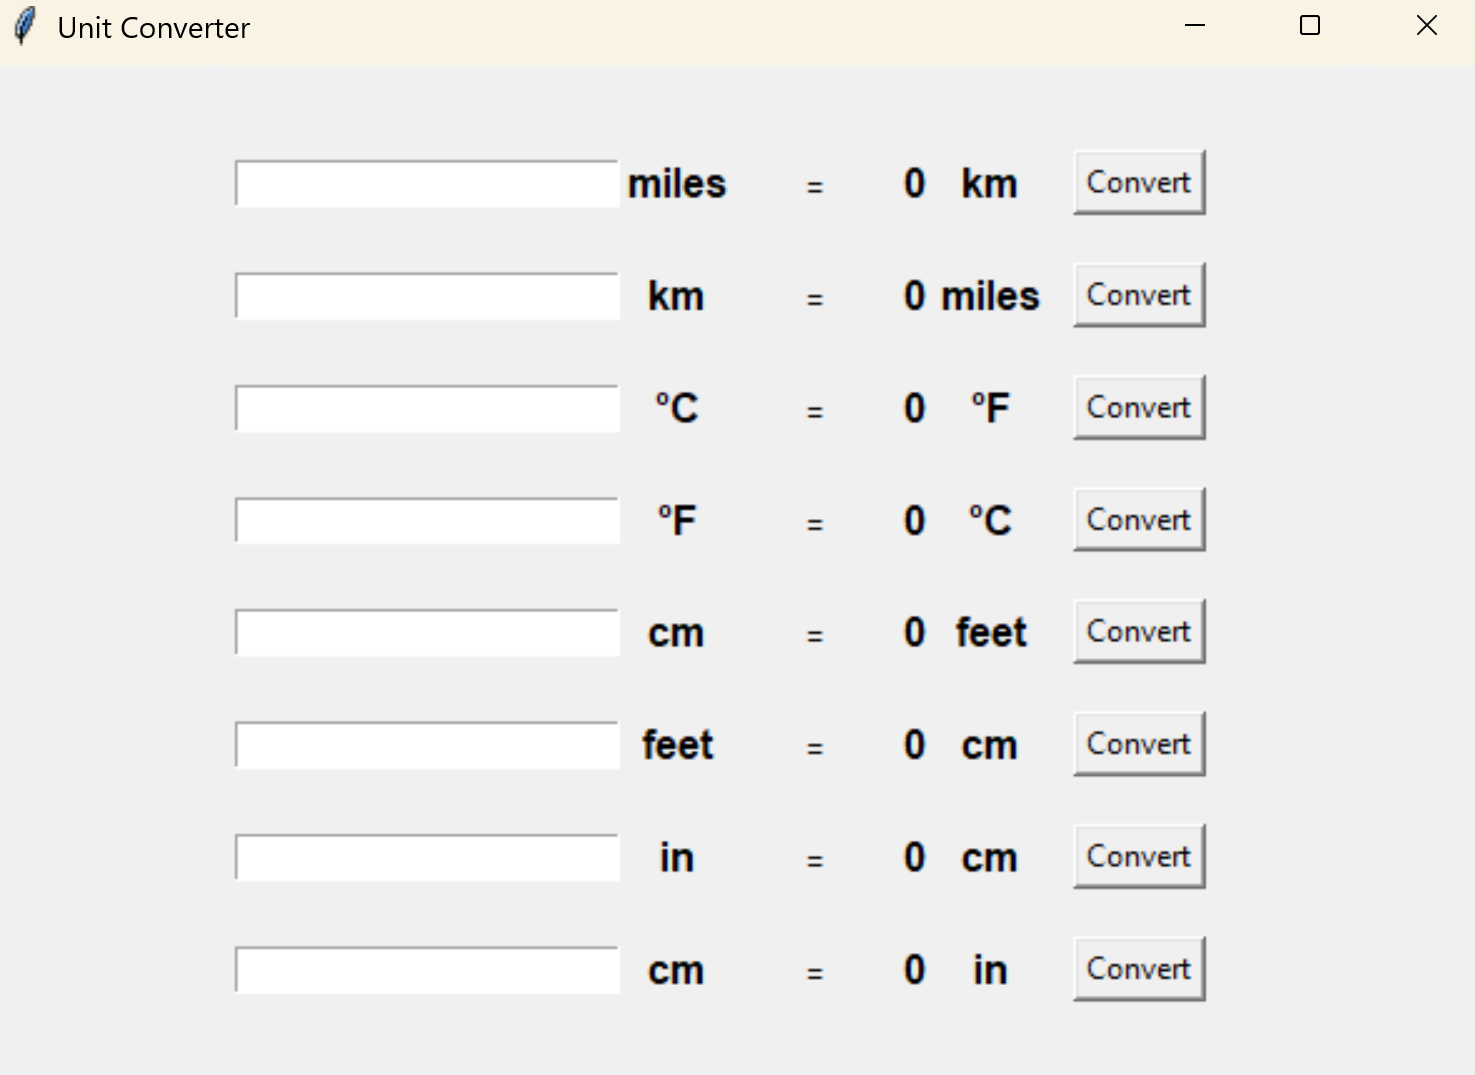 Unit Converter
miles = 0 km Convert
km = 0 miles Convert
°C = 0 °F Convert
°F = 0 °C Convert
cm = 0 feet Convert
feet = 0 cm Convert
in = 0 cm Convert
cm = 0 in Convert